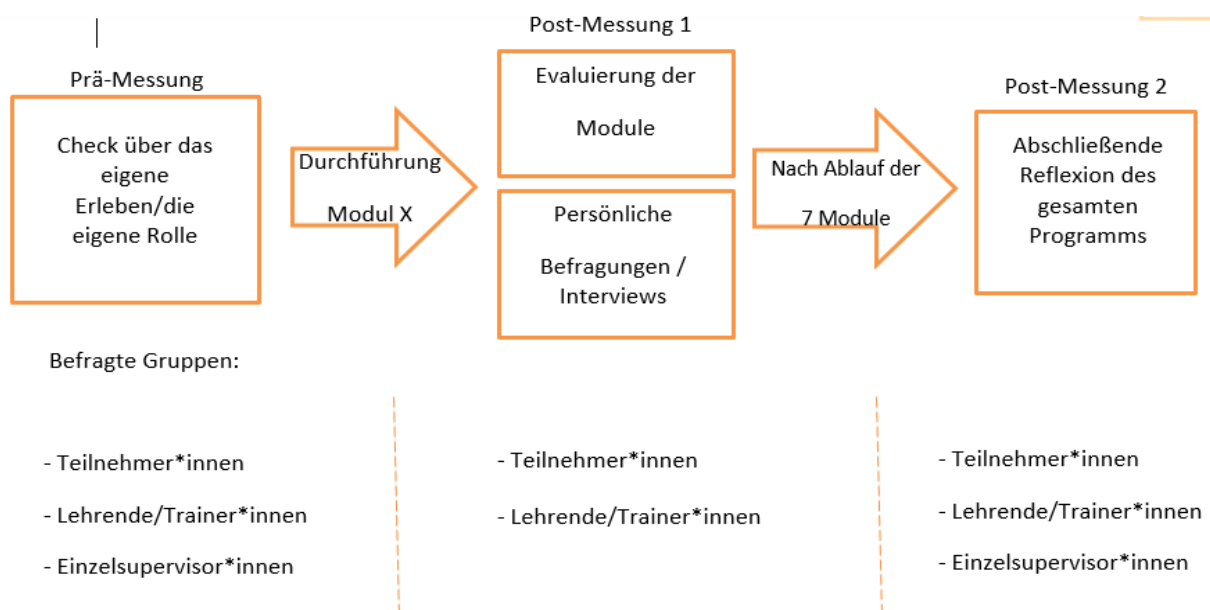 Prä-Messung
Check über das
eigene
Erleben/die
eigene Rolle
Durchführung
Modul X
Post-Messung 1
Evaluierung der
Module
Persönliche
Befragungen /
Interviews
Nach Ablauf der
7 Module
Post-Messung 2
Abschließende
Reflexion des
gesamten
Programms
Befragte Gruppen:
- Teilnehmer*innen
- Lehrende/Trainer*innen
- Einzelsupervisor*innen
- Teilnehmer*innen
- Lehrende/Trainer*innen
- Teilnehmer*innen
- Lehrende/Trainer*innen
- Einzelsupervisor*innen